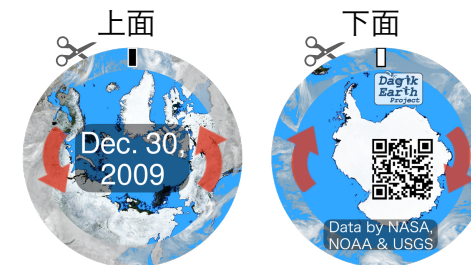 上面
下面
Dagik
Earth
Project
Dec. 30,
2009
Data by NASA,
NOAA & USGS